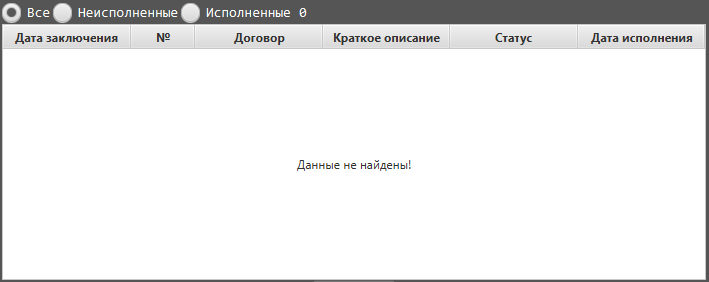 Все Неисполненные Исполненные 0
Дата заключения № Договор Краткое описание Статус Дата исполнения
Данные не найдены!